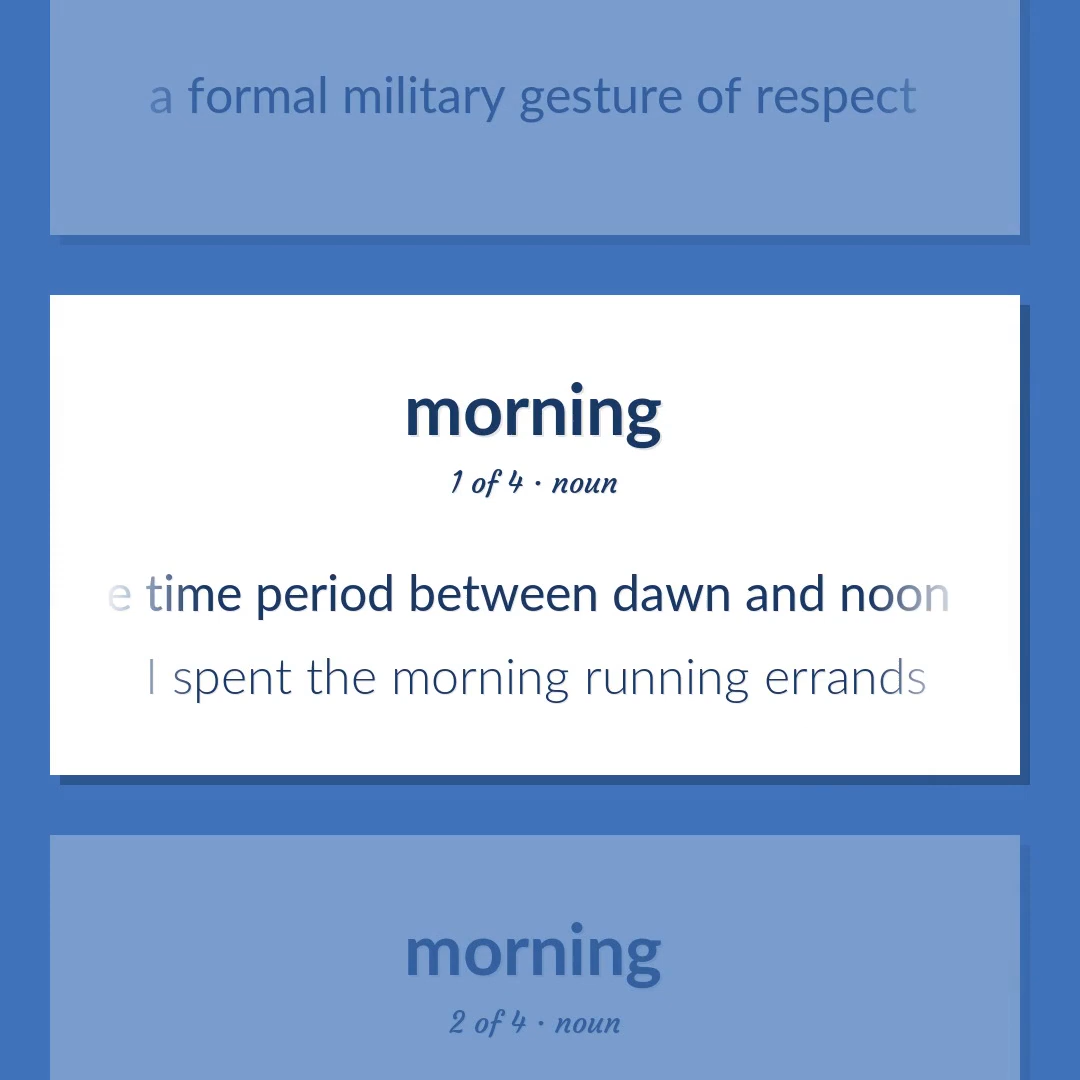 a formal military gesture of respect
morning
1 of 4 · noun
e time period between dawn and noon
I spent the morning running errands
morning
2 of 4 · noun